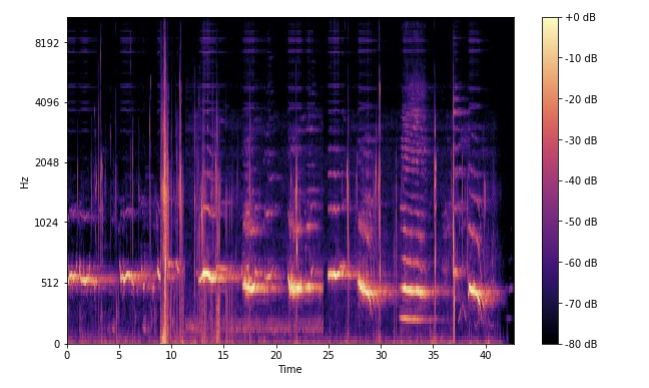 8192
4096
2048
1024
512
0
Hz
0 5 10 15 20 25 30 35 40
Time
+0 dB
-10 dB
-20 dB
-30 dB
-40 dB
-50 dB
-60 dB
-70 dB
-80 dB